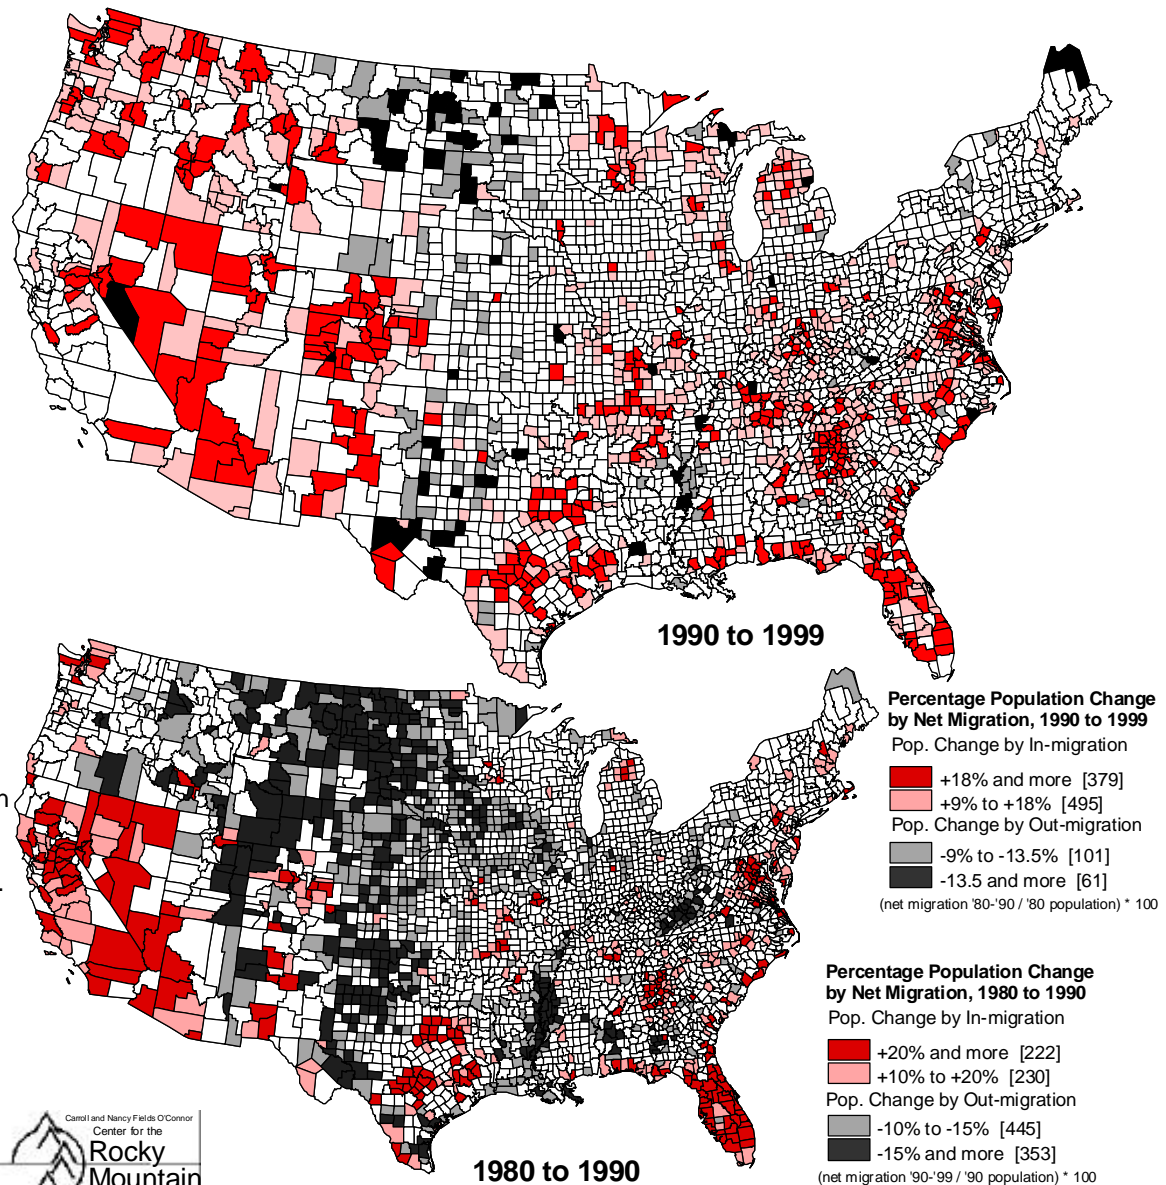 1990 to 1999
Percentage Population Change
by Net Migration, 1990 to 1999
Pop. Change by In-migration
+18% and more [379]
+9% to +18% [495]
Pop. Change by Out-migration
-9% to -13.5% [101]
-13.5 and more [61]
(net migration '80-'90 / '80 population) * 100
n
.
Percentage Population Change
by Net Migration, 1980 to 1990
Pop. Change by In-migration
+20% and more [222]
+10% to +20% [230]
Pop. Change by Out-migration
-10% to -15% [445]
-15% and more [353]
(net migration '90-'99 / '90 population) * 100
1980 to 1990
Carroll and Nancy Fields O'Connor
Center for the
Rocky
Mountain